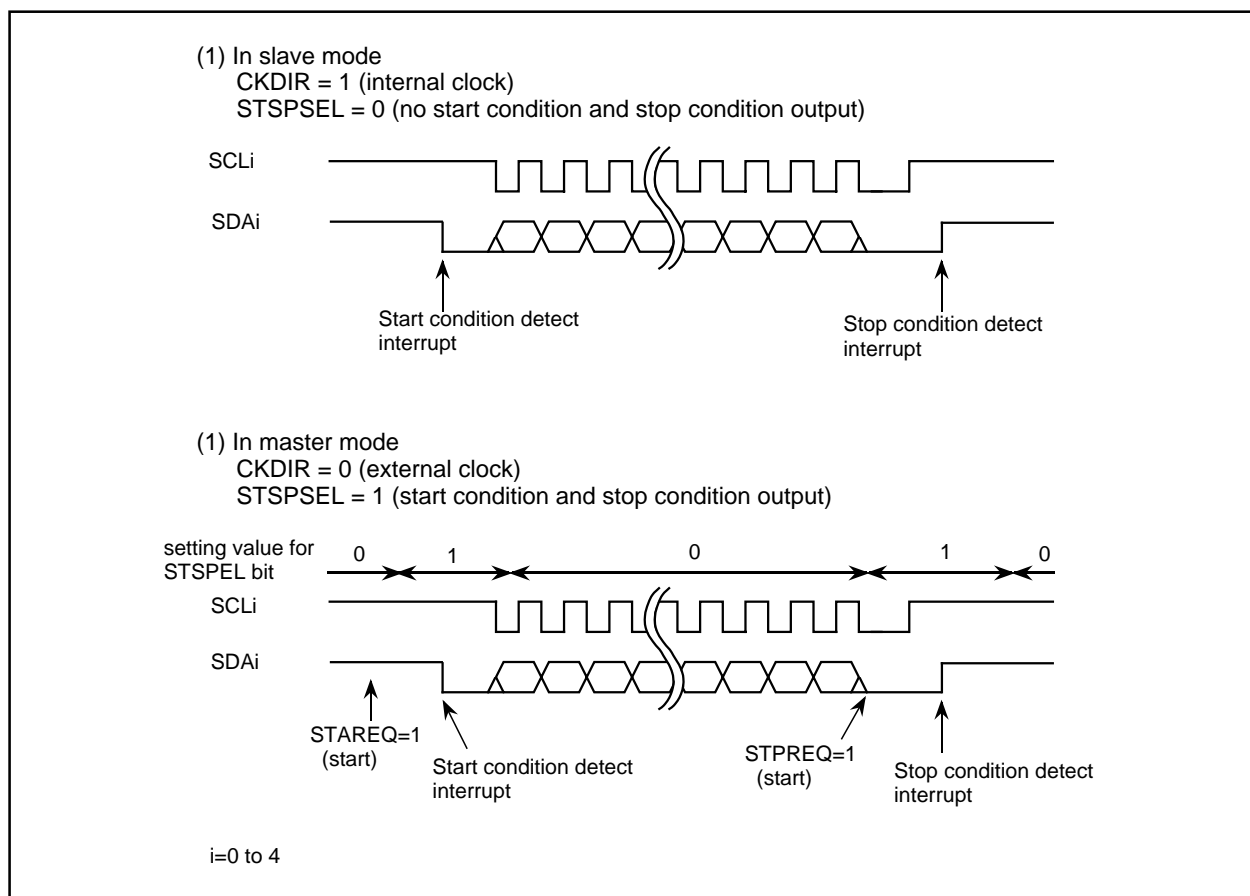 (1) In slave mode
CKDIR = 1 (internal clock)
STSPSEL = 0 (no start condition and stop condition output)
SCLi
SDAi
Start condition detect
interrupt
Stop condition detect
interrupt
(1) In master mode
CKDIR = 0 (external clock)
STSPSEL = 1 (start condition and stop condition output)
setting value for
STSPEL bit
0 1 0 1 0
SCLi
SDAi
STAREQ=1
(start)
Start condition detect
interrupt
STPREQ=1
(start)
Stop condition detect
interrupt
i=0 to 4